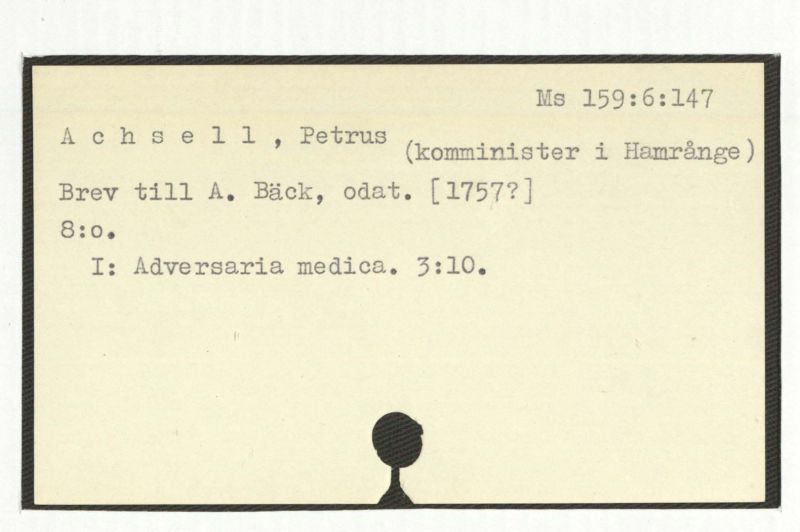 Ms 159:6:147
A c h s e l l , Petrus
(komminister i Hamrånge)
Brev till A. Bäck, odat. [1757?]
8:o.
I: Adversaria medica. 3:10.